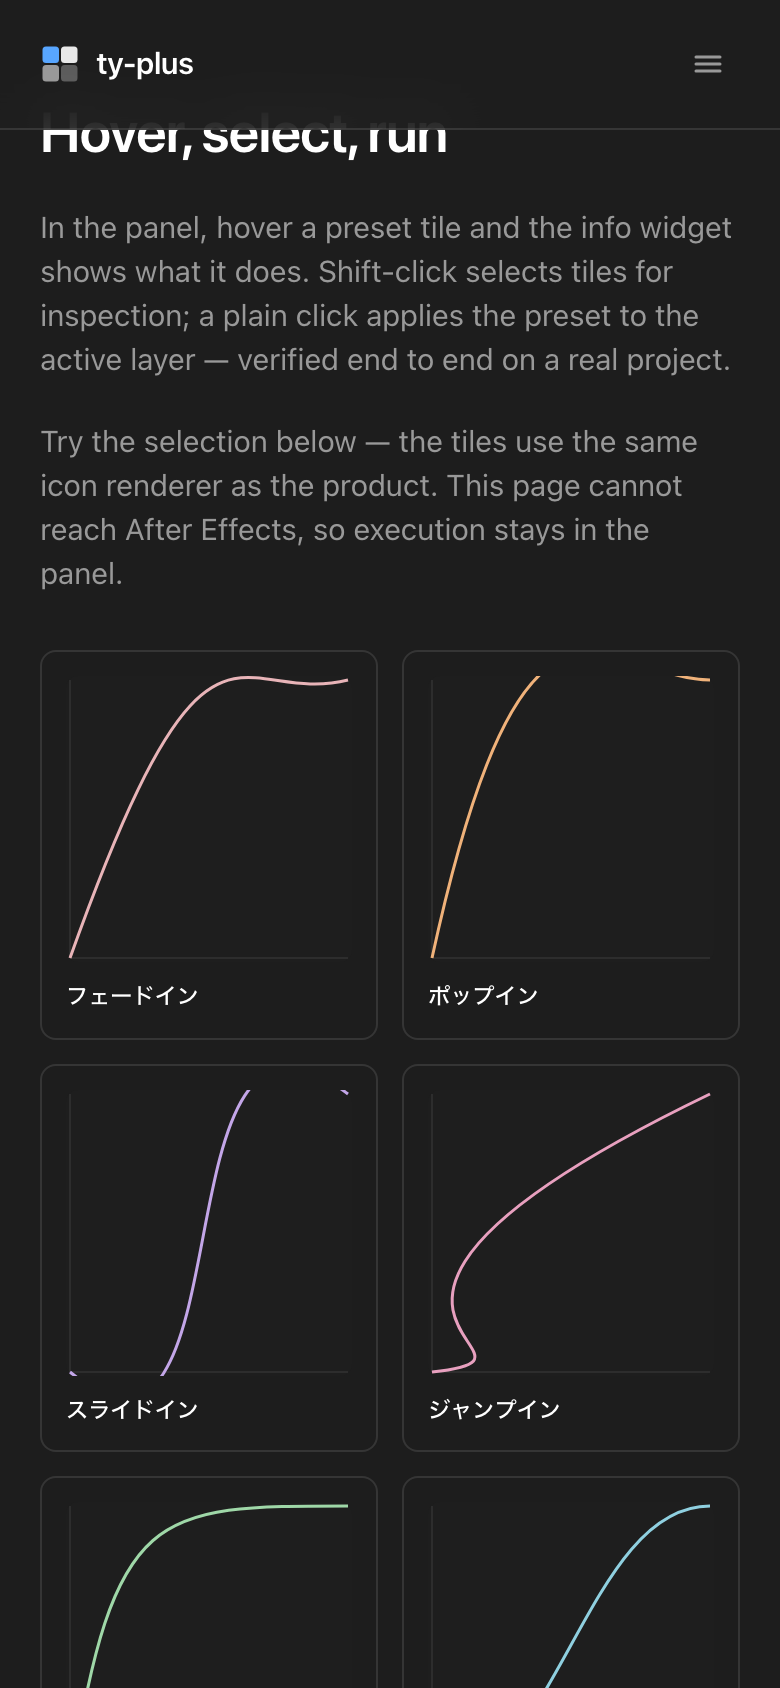 ty-plus
Hover, select, run
In the panel, hover a preset tile and the info widget
shows what it does. Shift-click selects tiles for
inspection; a plain click applies the preset to the
active layer — verified end to end on a real project.
Try the selection below — the tiles use the same
icon renderer as the product. This page cannot
reach After Effects, so execution stays in the
panel.
フェードイン
ポップイン
スライドイン
ジャンプイン